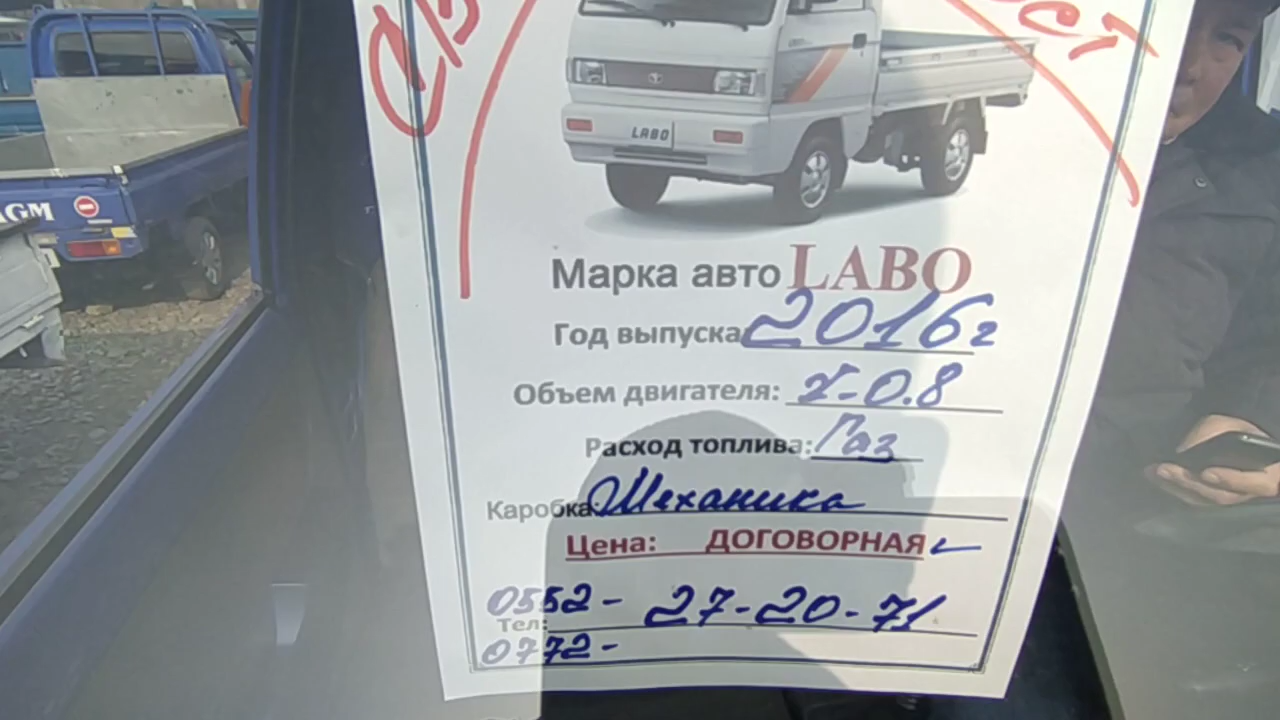 LABO
AGM
Марка авто LABO
Год выпуска 2016г
Объем двигателя: V-0.8
Расход топлива: Газ
Каробка: Механика
Цена: ДОГОВОРНАЯ
0552- 27-20-71
Тел:
0772-